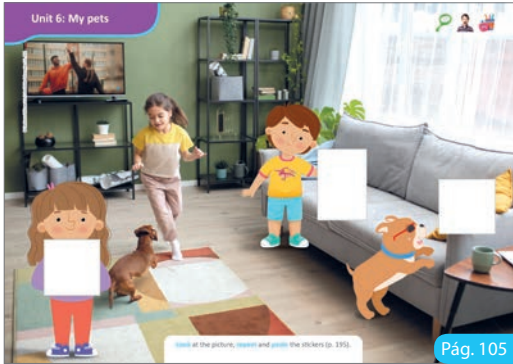 Unit 6: My pets
Look at the picture, repeat and paste the stickers (p. 195).
Pág. 105